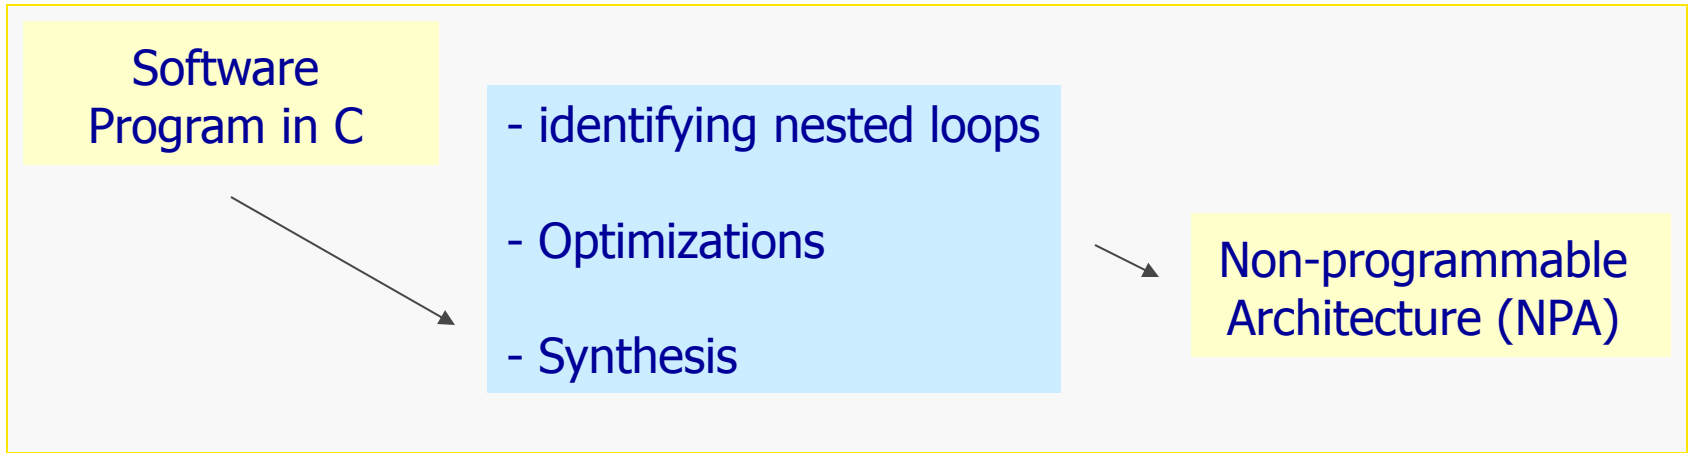 Software
Program in C
- identifying nested loops
- Optimizations
- Synthesis
Non-programmable
Architecture (NPA)